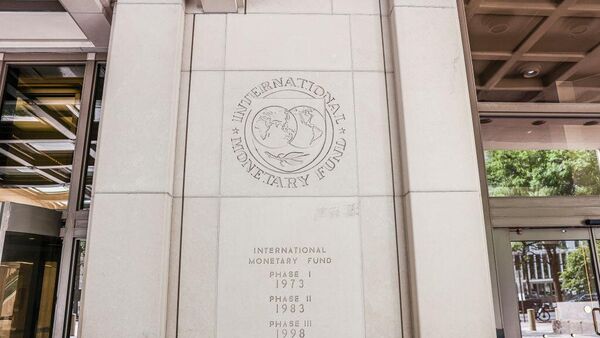 INTERNATIONAL
MONETARY FUND
INTERNATIONAL
MONETARY FUND
PHASE I
1973
PHASE II
1983
PHASE III
1998